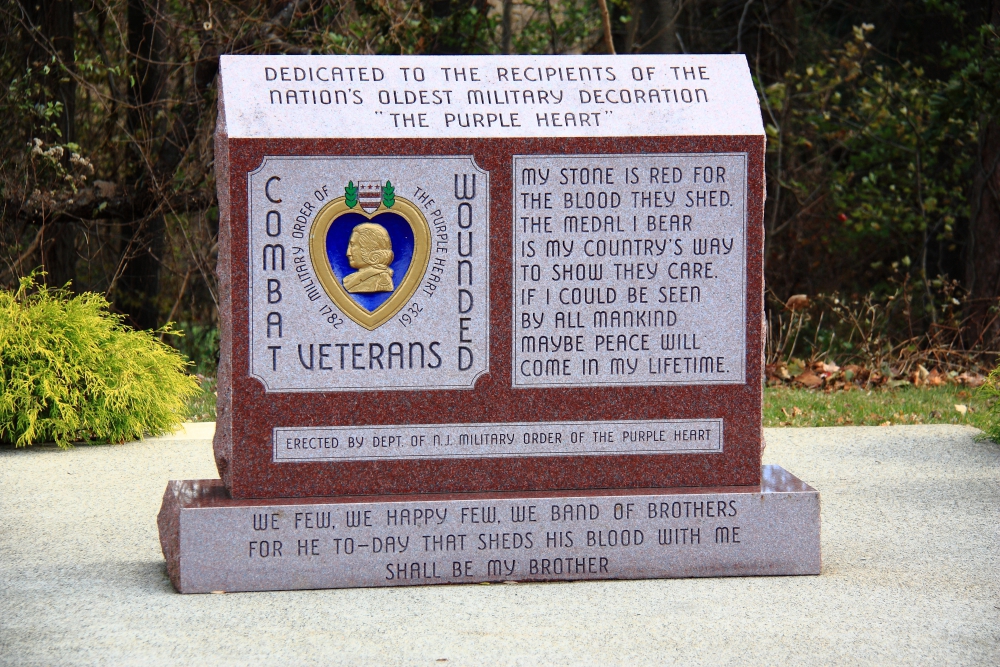 DEDICATED TO THE RECIPIENTS OF THE
NATION'S OLDEST MILITARY DECORATION
"THE PURPLE HEART"
COMBAT
WOUNDED
VETERANS
MILITARY ORDER OF
THE PURPLE HEART
1782
1932
MY STONE IS RED FOR
THE BLOOD THEY SHED.
THE MEDAL I BEAR
IS MY COUNTRY'S WAY
TO SHOW THEY CARE.
IF I COULD BE SEEN
BY ALL MANKIND
MAYBE PEACE WILL
COME IN MY LIFETIME.
ERECTED BY DEPT. OF N.J. MILITARY ORDER OF THE PURPLE HEART
WE FEW, WE HAPPY FEW, WE BAND OF BROTHERS
FOR HE TO-DAY THAT SHEDS HIS BLOOD WITH ME
SHALL BE MY BROTHER